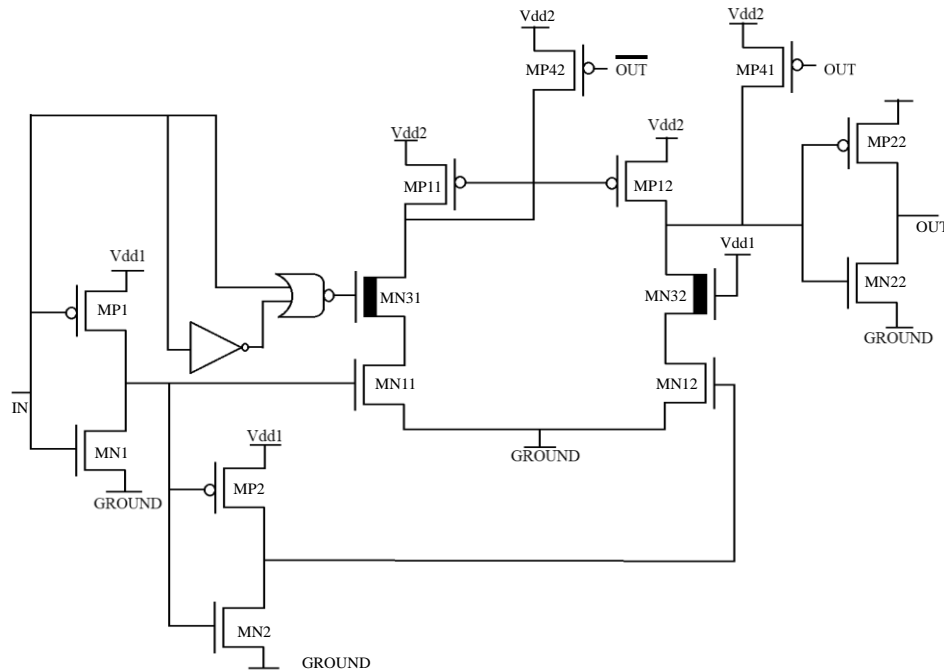 Vdd2
Vdd2
MP42
OUT
MP41
OUT
Vdd2
Vdd2
MP22
MP11
MP12
OUT
Vdd1
Vdd1
MP1
MN31
MN32
MN22
GROUND
MN11
MN12
IN
Vdd1
MN1
GROUND
GROUND
MP2
MN2
GROUND